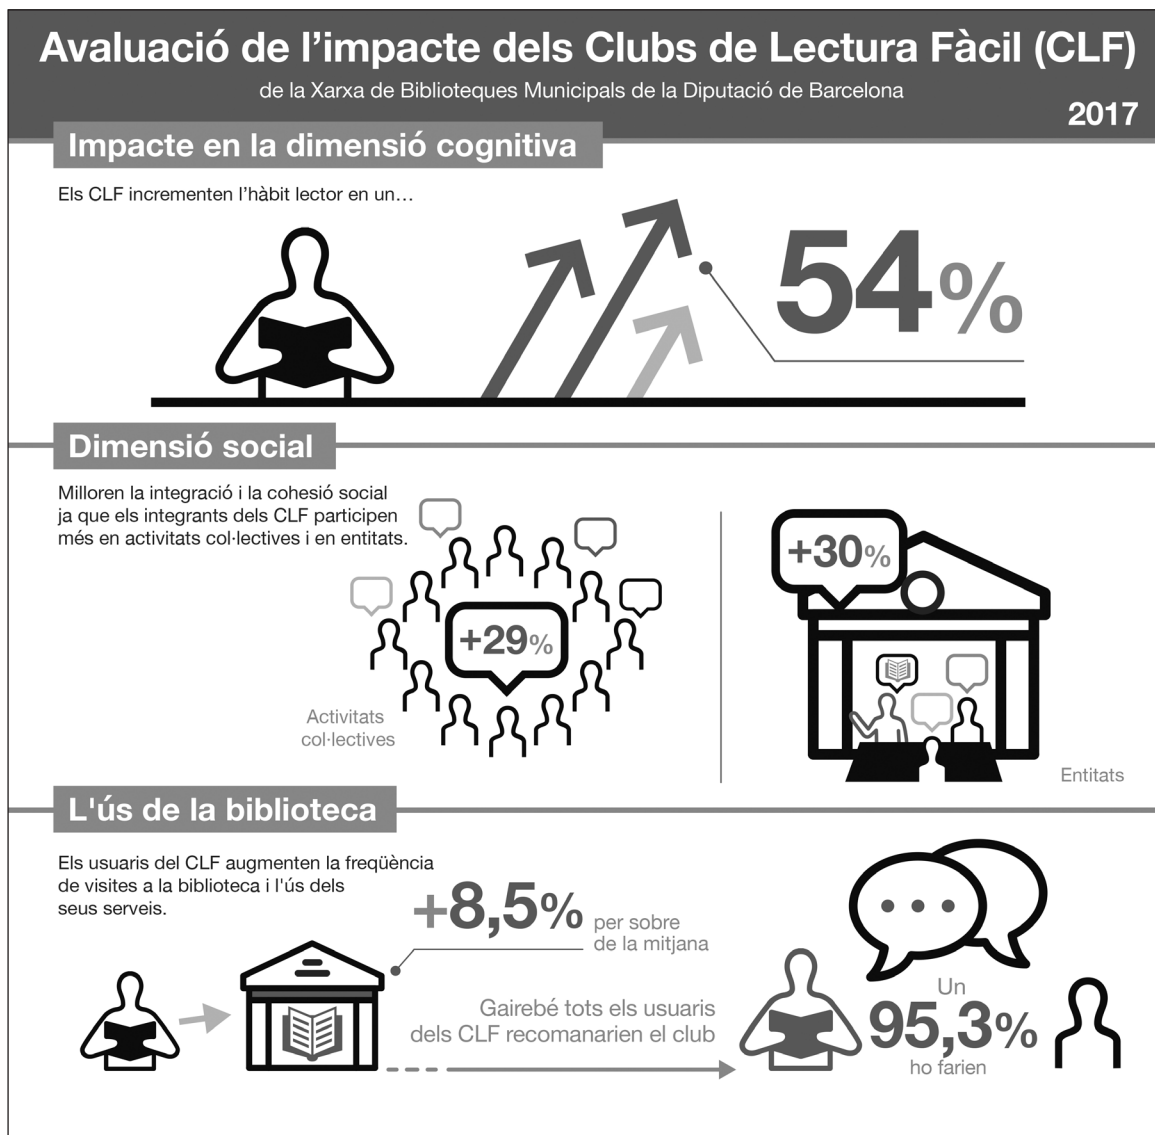 Avaluació de l’impacte dels Clubs de Lectura Fàcil (CLF)
de la Xarxa de Biblioteques Municipals de la Diputació de Barcelona
2017
Impacte en la dimensió cognitiva
Els CLF incrementen l’hàbit lector en un…
54%
Dimensió social
Milloren la integració i la cohesió social
ja que els integrants dels CLF participen
més en activitats col·lectives i en entitats.
+29%
Activitats
col·lectives
+30%
Entitats
L'ús de la biblioteca
Els usuaris del CLF augmenten la freqüència
de visites a la biblioteca i l'ús dels
seus serveis.
+8,5%
per sobre
de la mitjana
Gairebé tots els usuaris
dels CLF recomanarien el club
Un
95,3%
ho farien